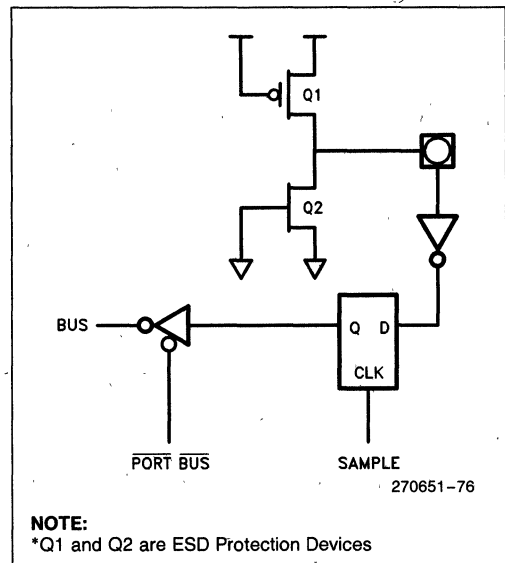 Q1
Q2
BUS
Q D
CLK
PORT BUS
SAMPLE
270651-76
NOTE:
*Q1 and Q2 are ESD Protection Devices